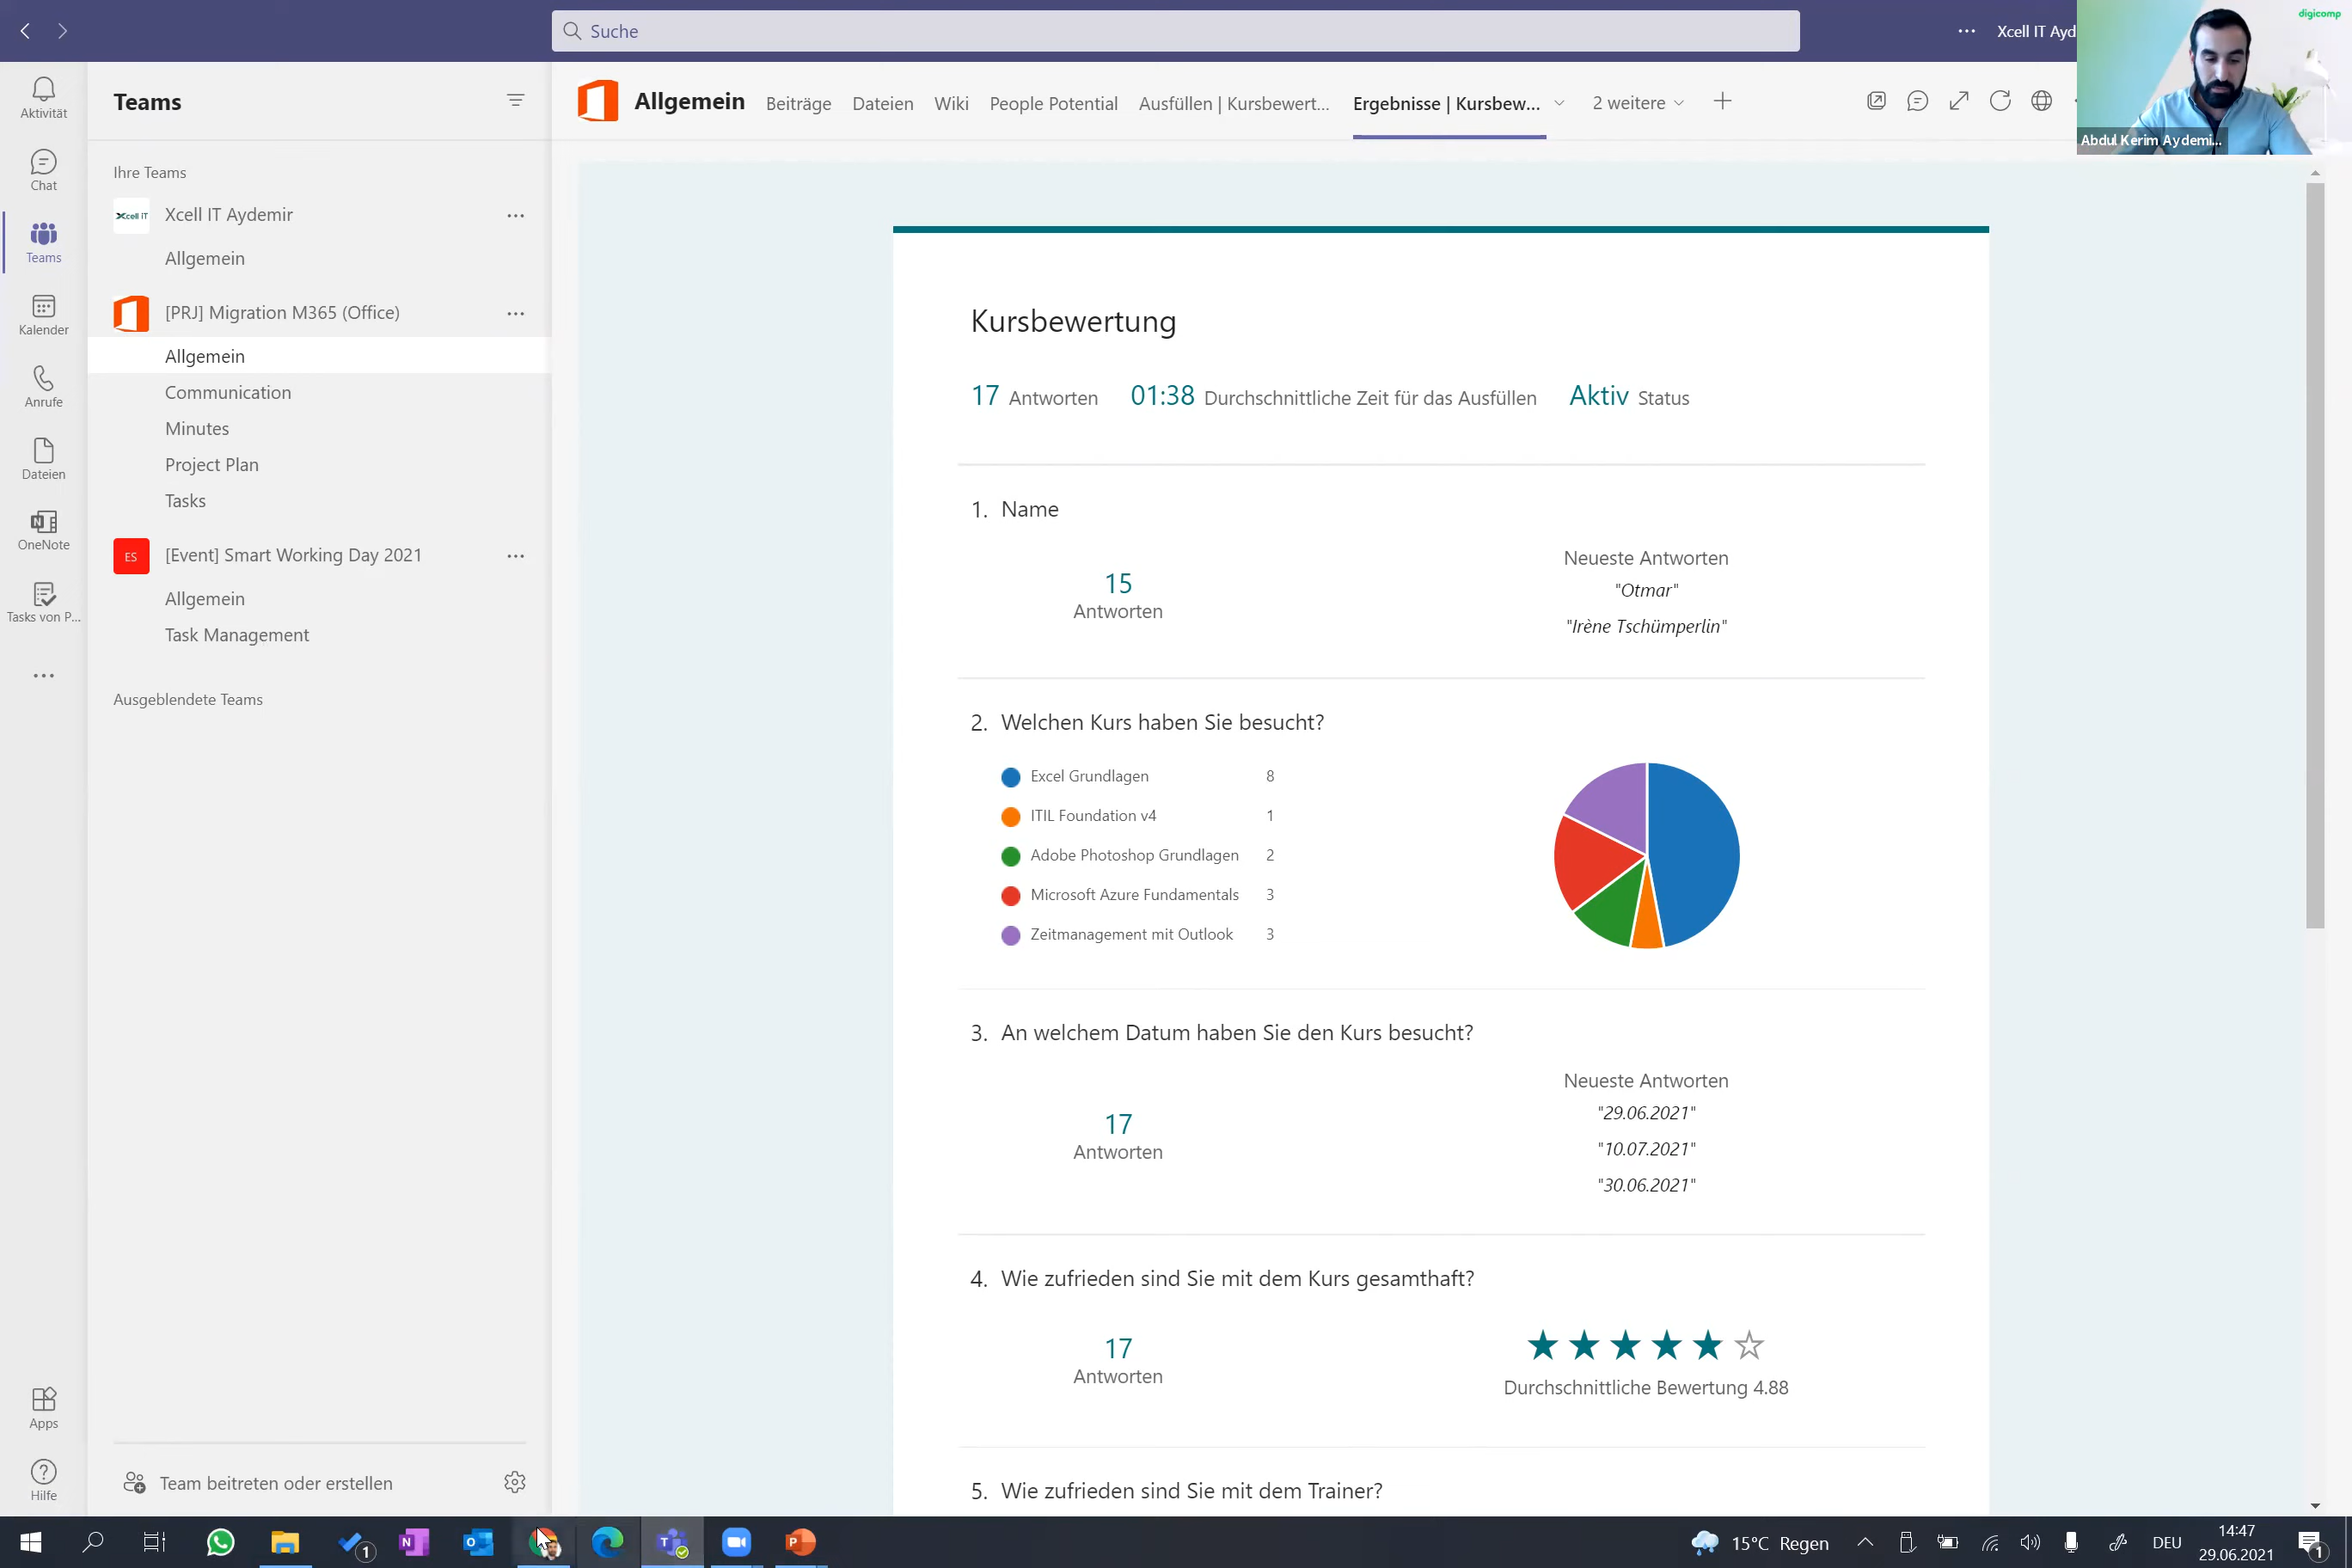 Suche
Xcell IT Ayd
digicomp
Abdul Kerim Aydemi...
Aktivität
Chat
Teams
Kalender
Anrufe
Dateien
OneNote
Tasks von P...
Apps
Hilfe
Teams
Ihre Teams
Xcell IT
Xcell IT Aydemir
Allgemein
[PRJ] Migration M365 (Office)
Allgemein
Communication
Minutes
Project Plan
Tasks
ES
[Event] Smart Working Day 2021
Allgemein
Task Management
Ausgeblendete Teams
Team beitreten oder erstellen
Allgemein Beiträge Dateien Wiki People Potential Ausfüllen | Kursbewert... Ergebnisse | Kursbew... 2 weitere
Kursbewertung
17 Antworten 01:38 Durchschnittliche Zeit für das Ausfüllen Aktiv Status
1. Name
15
Antworten
Neueste Antworten
"Otmar"
"Irène Tschümperlin"
2. Welchen Kurs haben Sie besucht?
Excel Grundlagen 8
ITIL Foundation v4 1
Adobe Photoshop Grundlagen 2
Microsoft Azure Fundamentals 3
Zeitmanagement mit Outlook 3
3. An welchem Datum haben Sie den Kurs besucht?
17
Antworten
Neueste Antworten
"29.06.2021"
"10.07.2021"
"30.06.2021"
4. Wie zufrieden sind Sie mit dem Kurs gesamthaft?
17
Antworten
Durchschnittliche Bewertung 4.88
5. Wie zufrieden sind Sie mit dem Trainer?
1
15°C Regen
DEU
14:47
29.06.2021
1